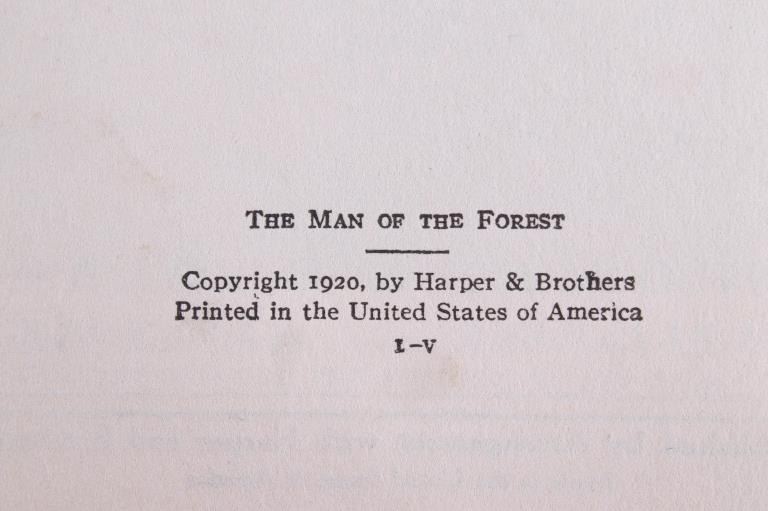 THE MAN OF THE FOREST
Copyright 1920, by Harper & Brothers
Printed in the United States of America
I-V